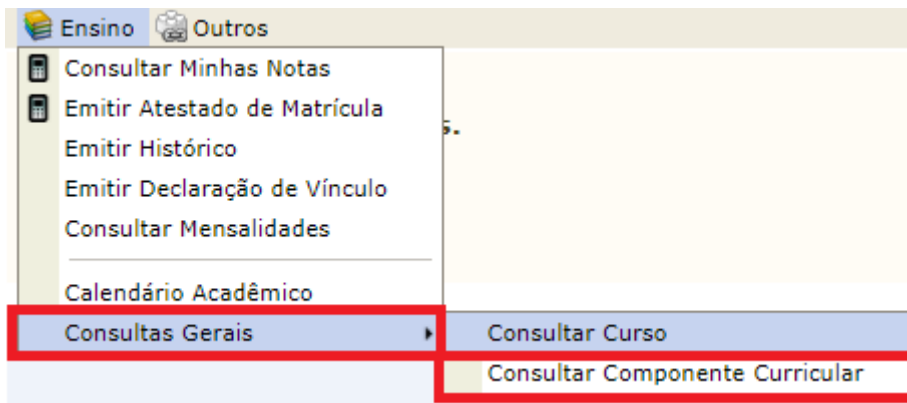 Ensino Outros
Consultar Minhas Notas
Emitir Atestado de Matrícula
s.
Emitir Histórico
Emitir Declaração de Vínculo
Consultar Mensalidades
Calendário Acadêmico
Consultas Gerais Consultar Curso
Consultar Componente Curricular